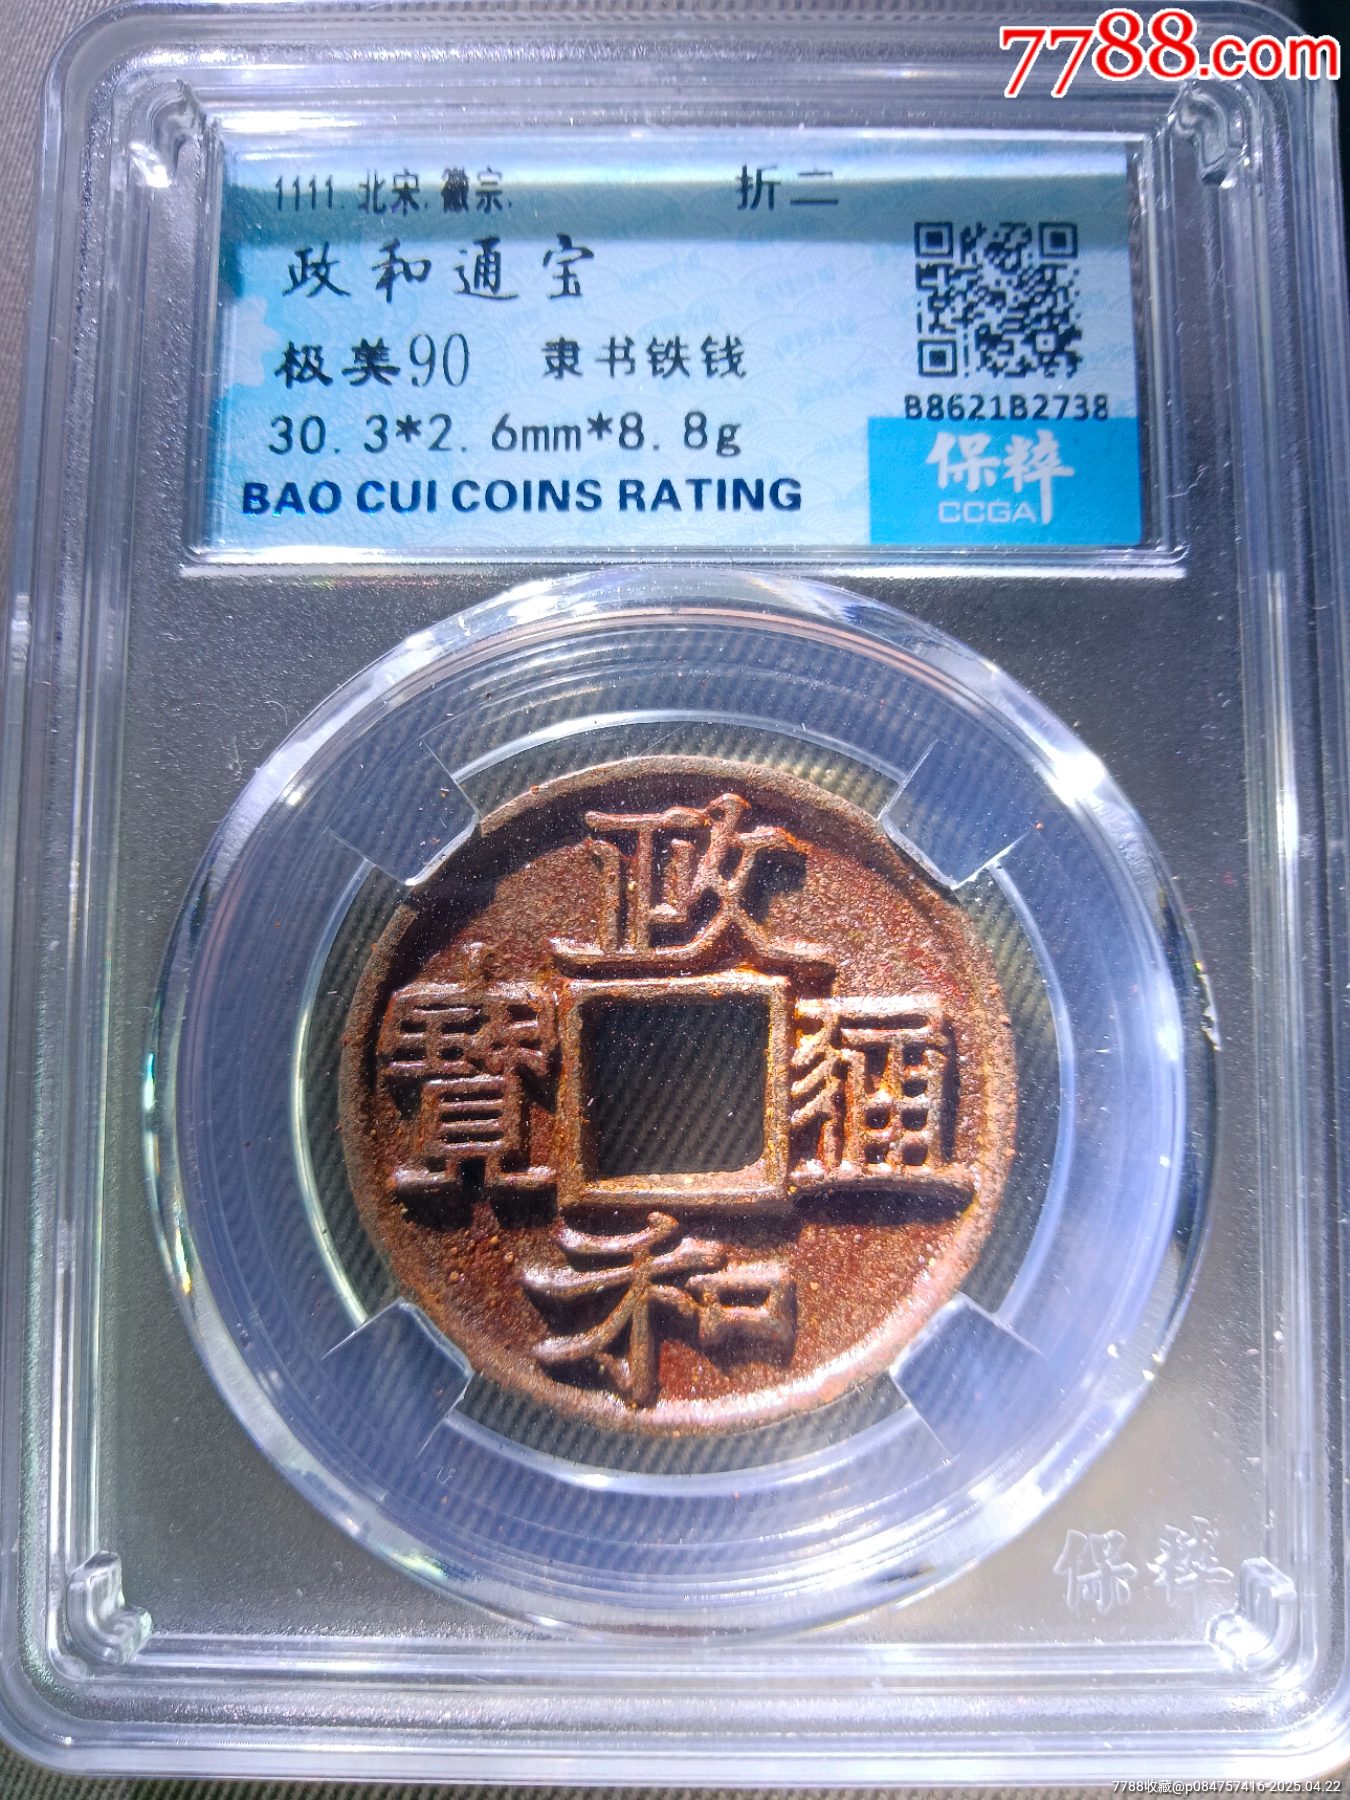 7788.com
1111.北宋.徽宗. 折二
政和通宝
极美90 隶书铁钱
30.3*2.6mm*8.8g
BAO CUI COINS RATING
B8621B2738
保粹
CCGA
政
寶 通
和
保粹
7788收藏@p084757416-2025.04.22